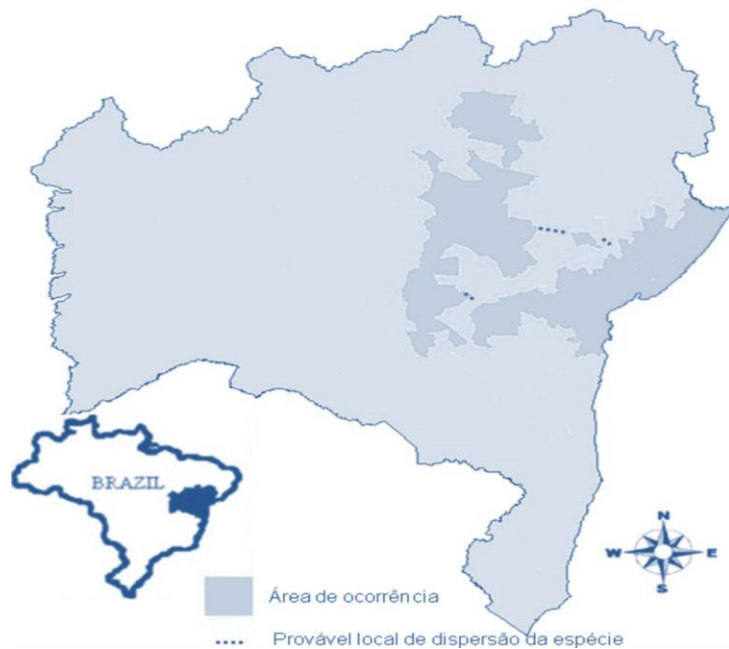 BRAZIL
N
W E
S
Área de ocorrência
Provável local de dispersão da espécie